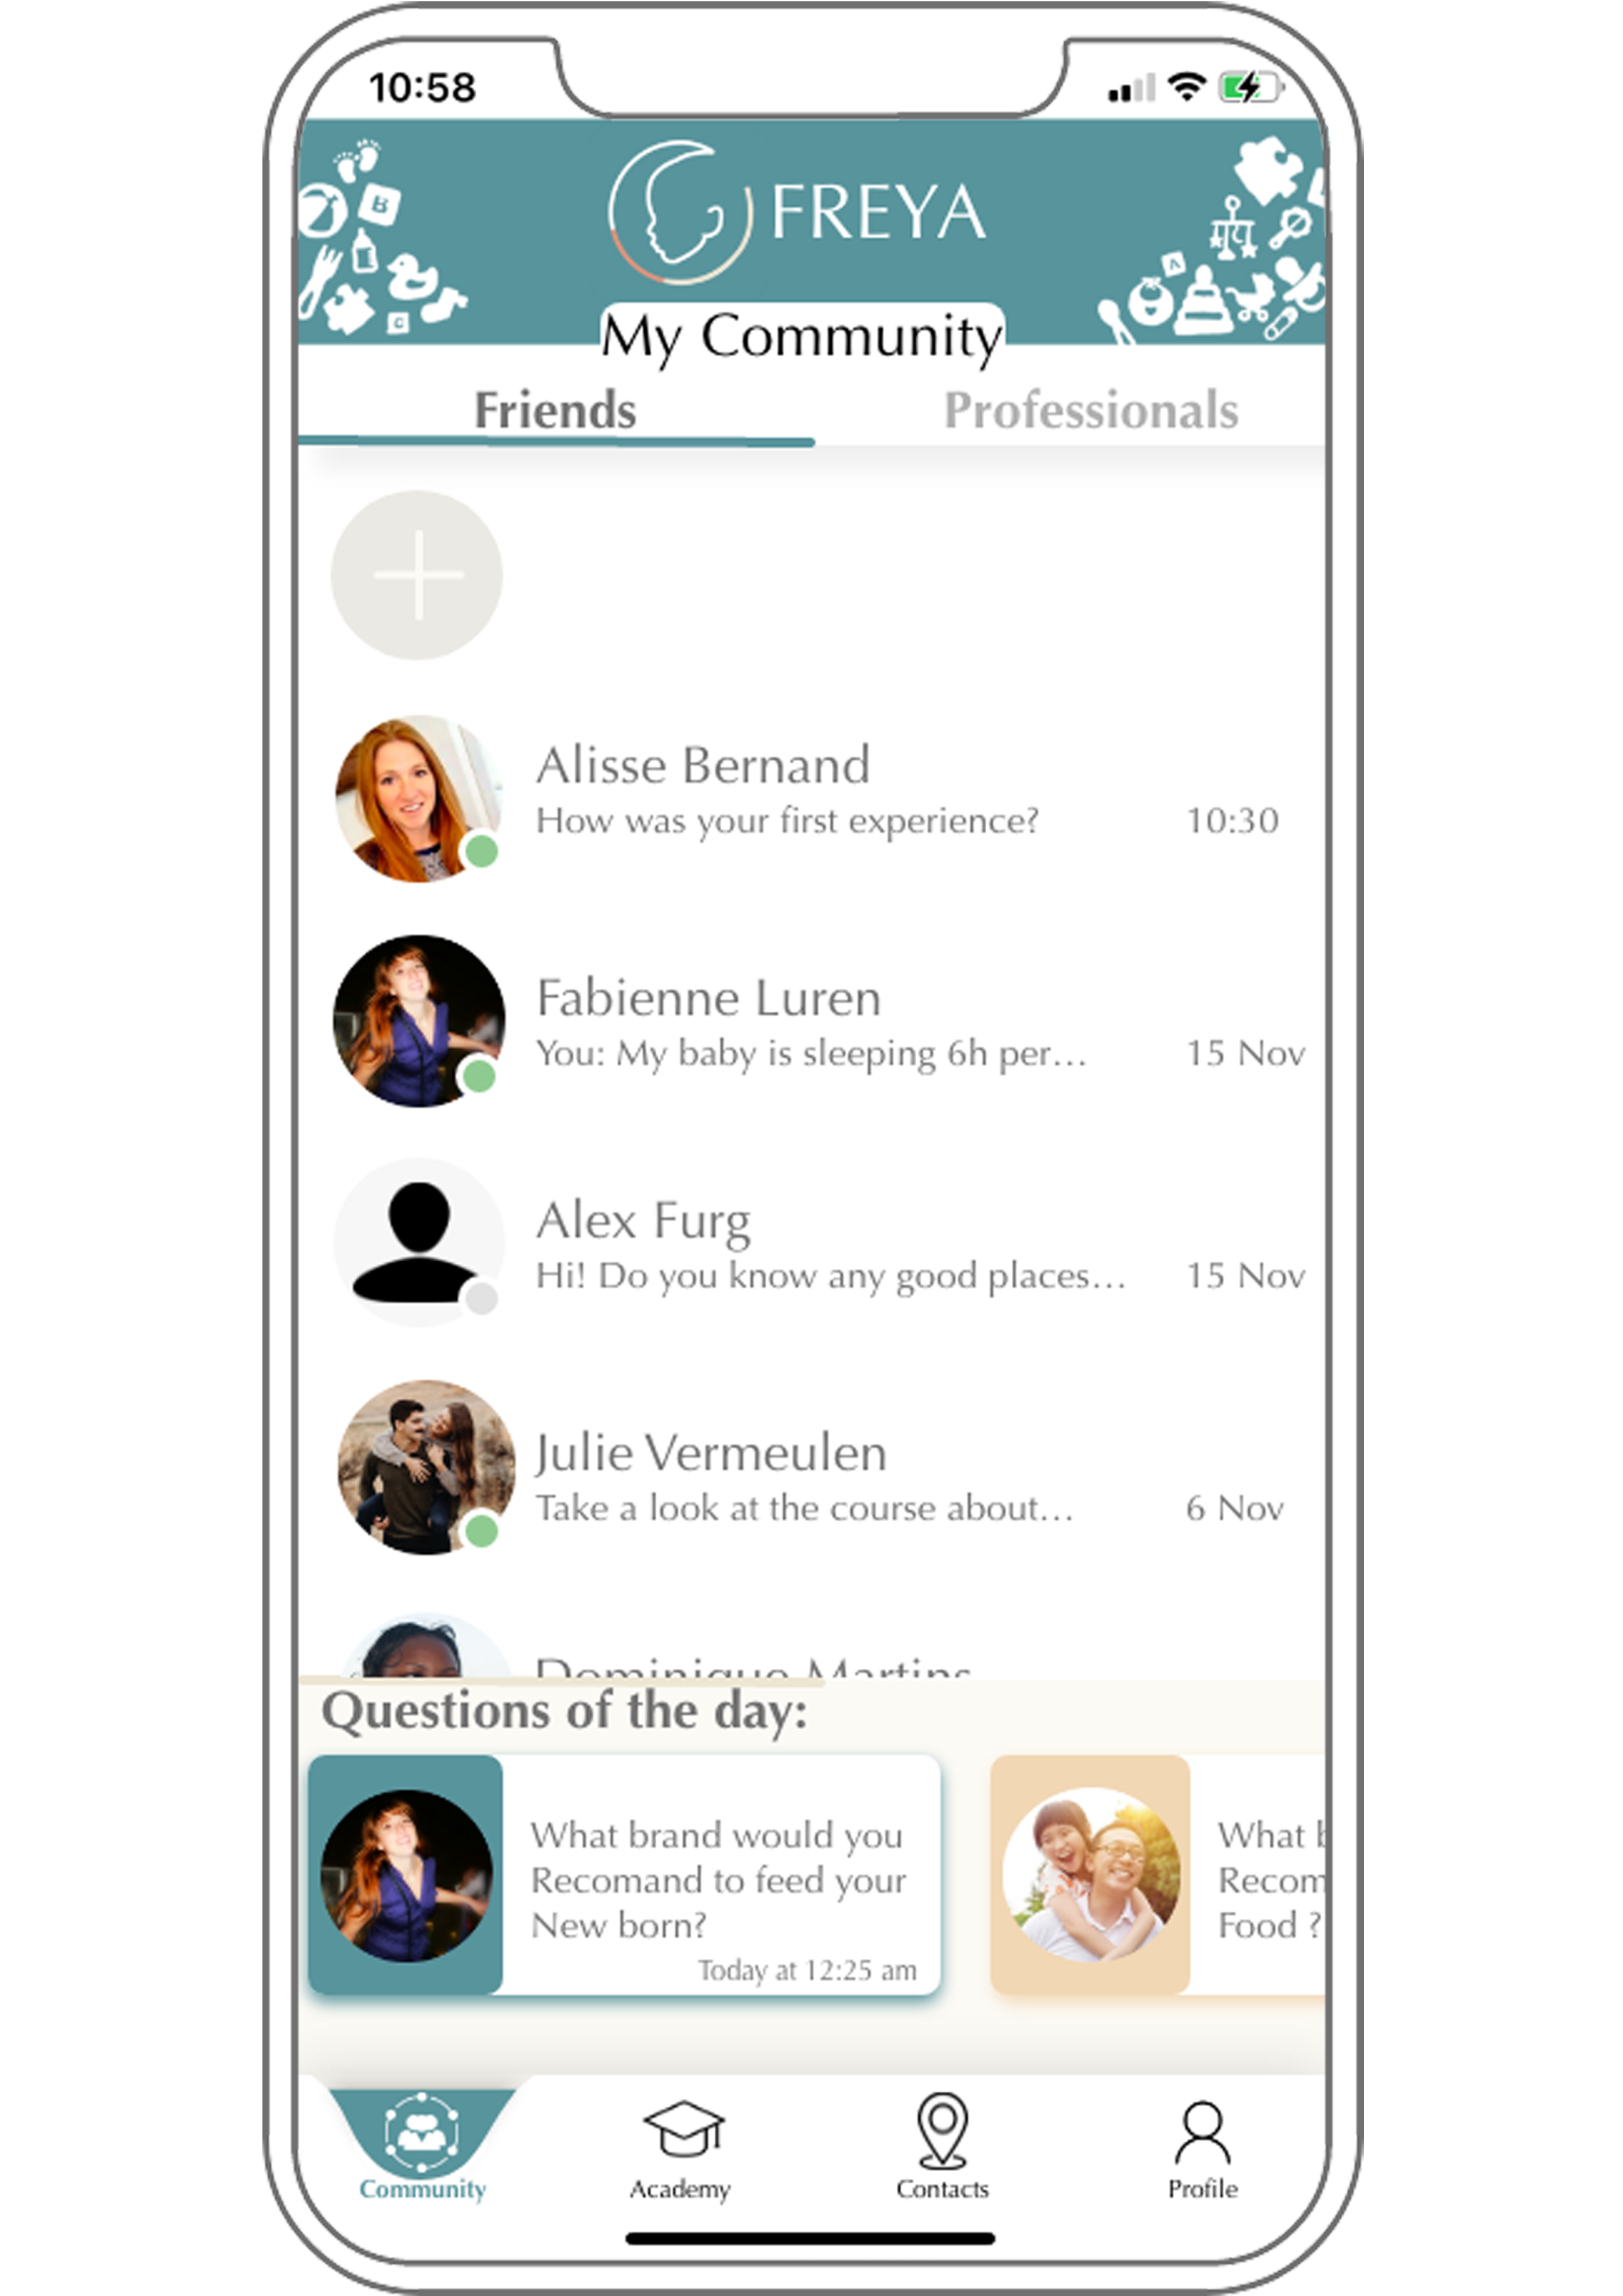 10:58
FREYA
My Community
Friends
Professionals
Alisse Bernand
How was your first experience?
10:30
Fabienne Luren
You: My baby is sleeping 6h per...
15 Nov
Alex Furg
Hi! Do you know any good places...
15 Nov
Julie Vermeulen
Take a look at the course about...
6 Nov
Dominique Martins
Questions of the day:
What brand would you
Recomand to feed your
New born?
Today at 12:25 am
What
Recom
Food ?
Community
Academy
Contacts
Profile
B
C
A